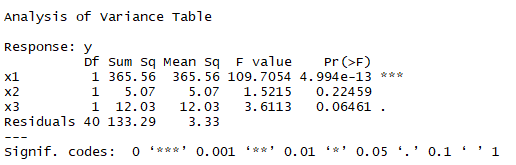 Analysis of Variance Table
Response: y
Df Sum Sq Mean Sq F value Pr(>F)
x1 1 365.56 365.56 109.7054 4.994e-13 ***
x2 1 5.07 5.07 1.5215 0.22459
x3 1 12.03 12.03 3.6113 0.06461 .
Residuals 40 133.29 3.33
---
Signif. codes: 0 ‘***’ 0.001 ‘**’ 0.01 ‘*’ 0.05 ‘.’ 0.1 ‘ ’ 1